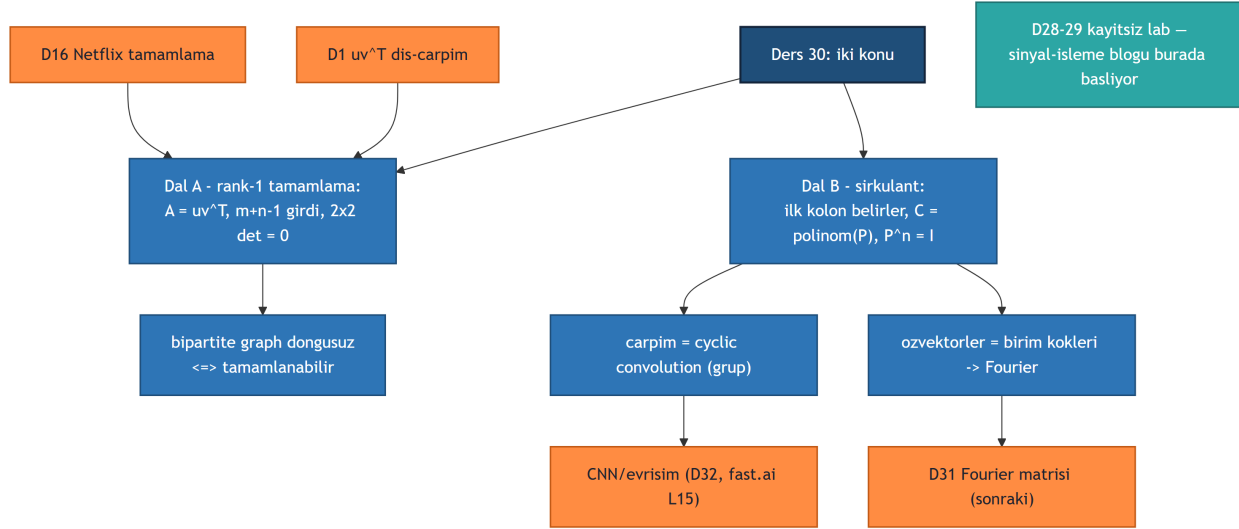 D16 Netflix tamamlama
D1 uv^T dis-carpim
Ders 30: iki konu
D28-29 kayitsiz lab —
sinyal-isleme blogu burada
basliyor
Dal A - rank-1 tamamlama:
A = uv^T, m+n-1 girdi, 2x2
det = 0
Dal B - sirkulant:
ilk kolon belirler, C =
polinom(P), P^n = I
bipartite graph dongusuz
<=> tamamlanabilir
carpim = cyclic
convolution (grup)
ozvektorler = birim kokleri
-> Fourier
CNN/evrisim (D32, fast.ai
L15)
D31 Fourier matrisi
(sonraki)